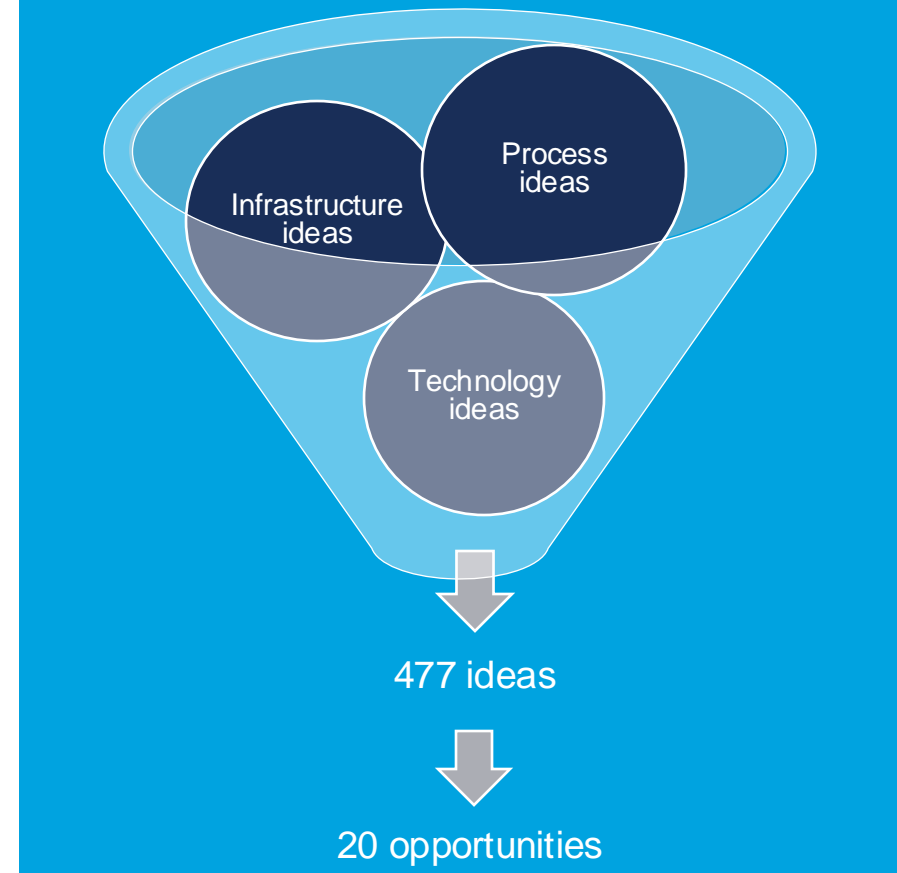 Process
ideas
Infrastructure
ideas
Technology
ideas
477 ideas
20 opportunities